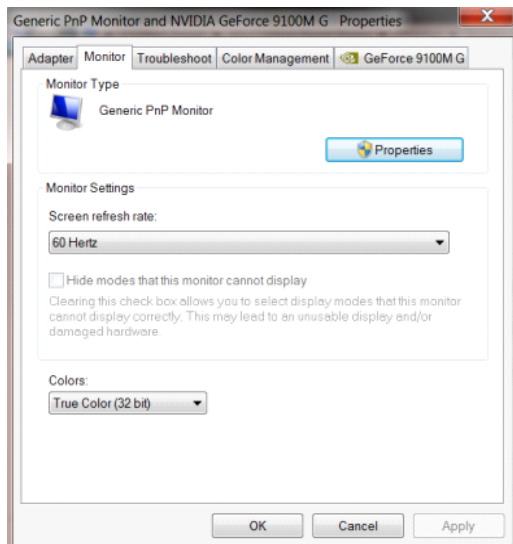 Generic PnP Monitor and NVIDIA GeForce 9100M G Properties
Adapter Monitor Troubleshoot Color Management GeForce 9100M G
Monitor Type
Generic PnP Monitor
Properties
Monitor Settings
Screen refresh rate:
60 Hertz
Hide modes that this monitor cannot display
Clearing this check box allows you to select display modes that this monitor
cannot display correctly. This may lead to an unusable display and/or
damaged hardware.
Colors:
True Color (32 bit)
OK Cancel Apply